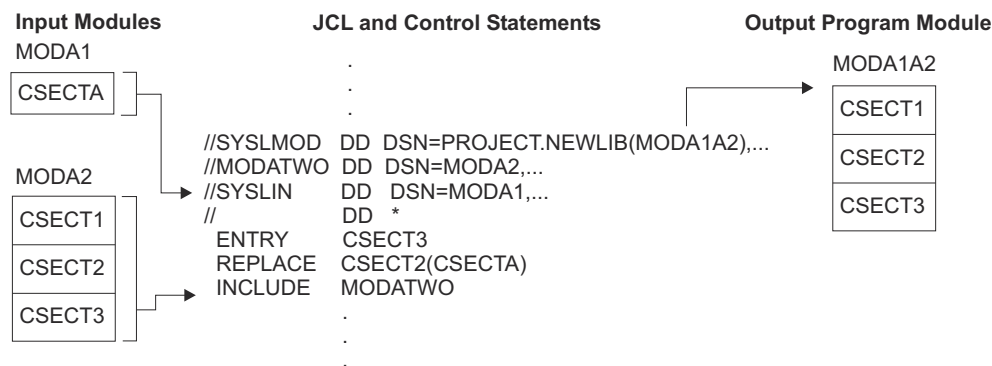 Input Modules
JCL and Control Statements
Output Program Module
MODA1
CSECTA
MODA2
CSECT1
CSECT2
CSECT3
.
.
.
//SYSLMOD DD DSN=PROJECT.NEWLIB(MODA1A2),...
//MODATWO DD DSN=MODA2,...
//SYSLIN DD DSN=MODA1,...
// DD *
ENTRY CSECT3
REPLACE CSECT2(CSECTA)
INCLUDE MODATWO
.
.
.
MODA1A2
CSECT1
CSECT2
CSECT3